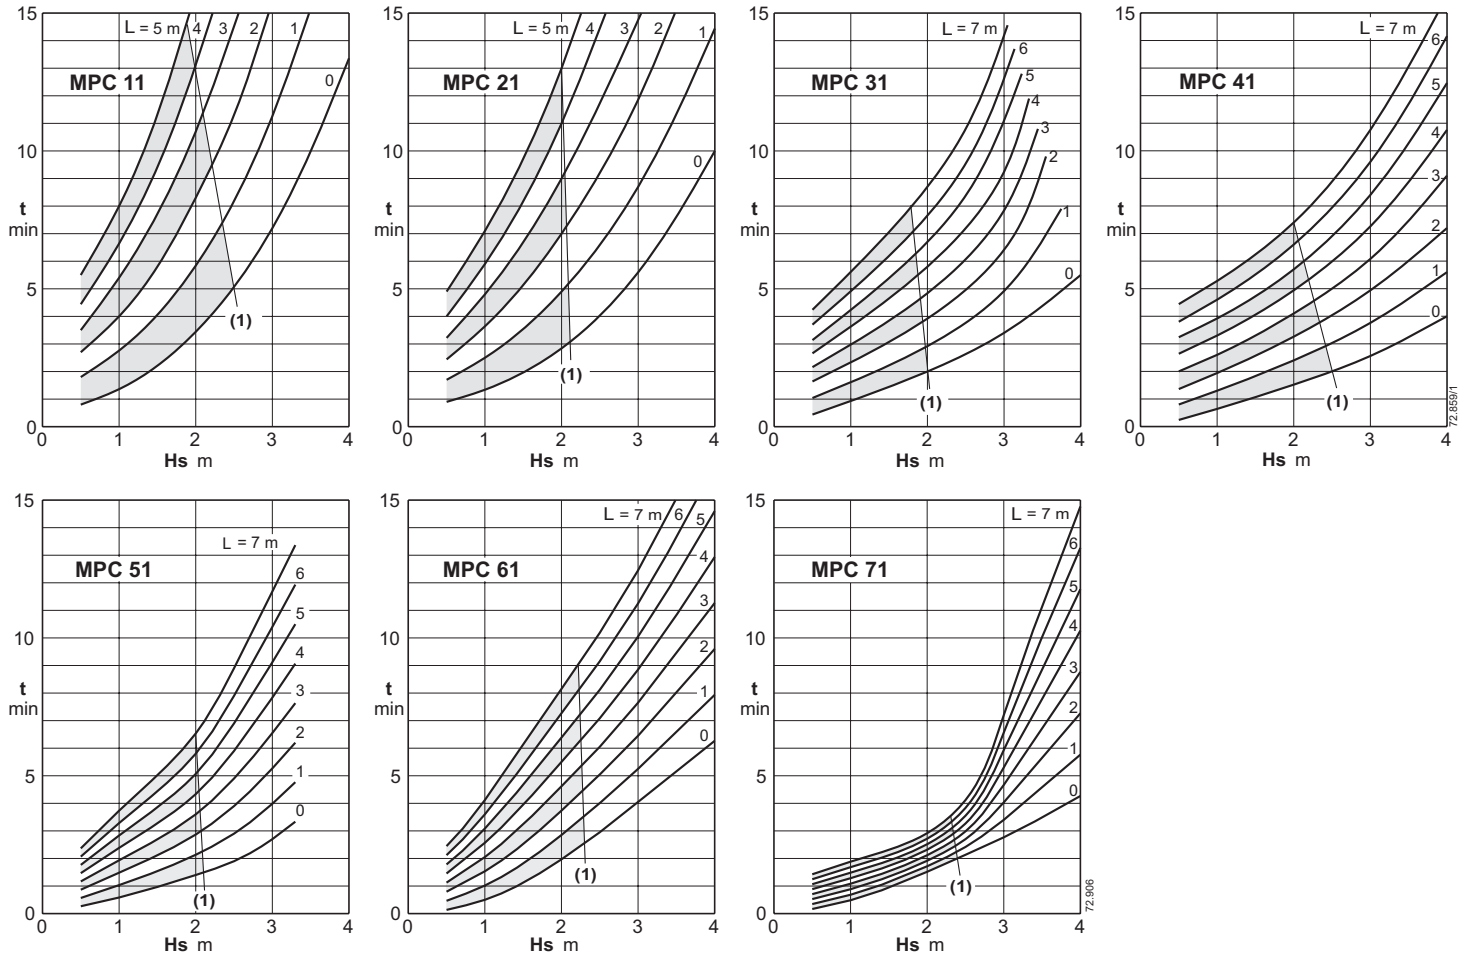 15
L = 5 m 4 3 2 1
0
MPC 11
10
t
min
5
(1)
0
0 1 2 3 4
Hs m
15
L = 5 m 4 3 2 1
MPC 21
10
0
t
min
5
(1)
0
0 1 2 3 4
Hs m
15
L = 7 m
6
5
4
3
2
1
0
MPC 31
10
t
min
5
(1)
0
0 1 2 3 4
Hs m
15
L = 7 m
6
5
4
3
2
1
0
MPC 41
10
t
min
5
(1)
0
0 1 2 3 4
Hs m
72.859/1
15
L = 7 m
6
5
4
3
2
1
0
MPC 51
10
t
min
5
(1)
0
0 1 2 3 4
Hs m
15
L = 7 m 6 5
4
3
2
1
0
MPC 61
10
t
min
5
(1)
0
0 1 2 3 4
Hs m
15
L = 7 m
6
5
4
3
2
1
0
MPC 71
10
t
min
5
(1)
0
0 1 2 3 4
Hs m
72.906